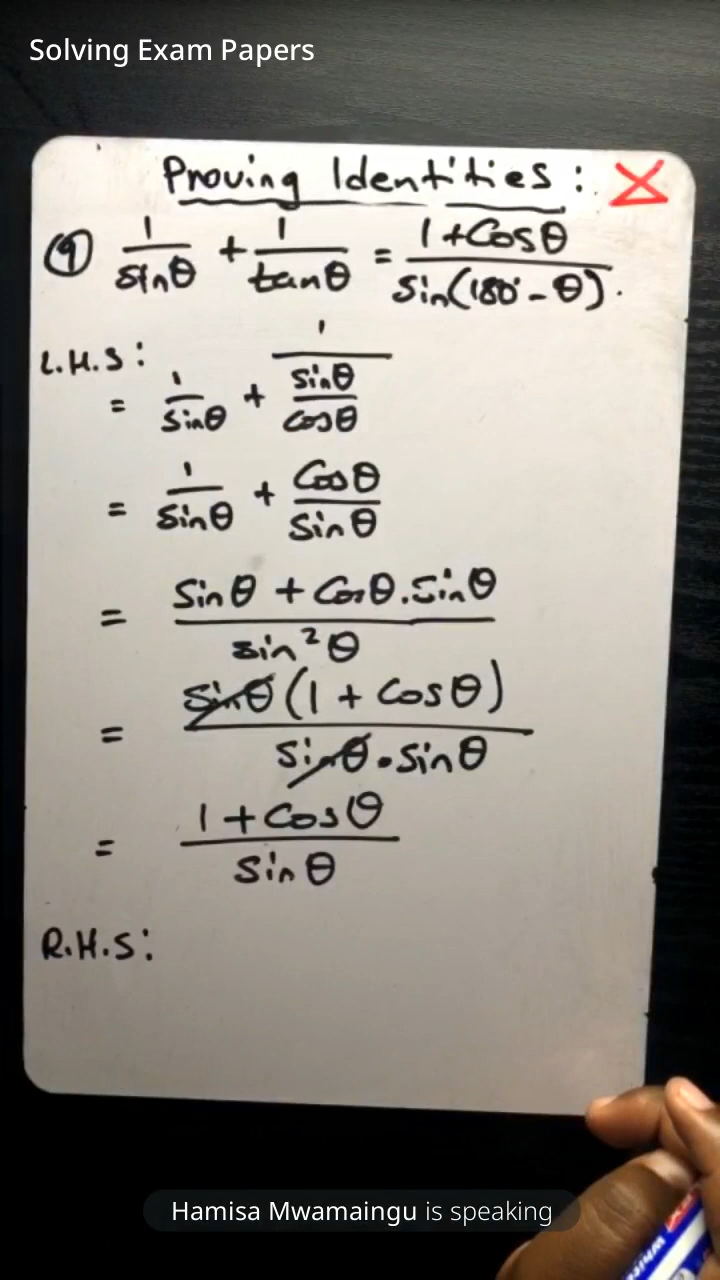 Solving Exam Papers
Proving Identities :
9 1/sinθ + 1/tanθ = 1+Cosθ/sin(180° - θ).
L.H.S :
= 1/sinθ + 1/(sinθ/cosθ)
= 1/sinθ + Cosθ/sinθ
= sinθ + Cosθ.sinθ/sin²θ
= sinθ(1 + Cosθ)/sinθ.sinθ
= 1 + Cosθ/sinθ
R.H.S :
Hamisa Mwamaingu is speaking